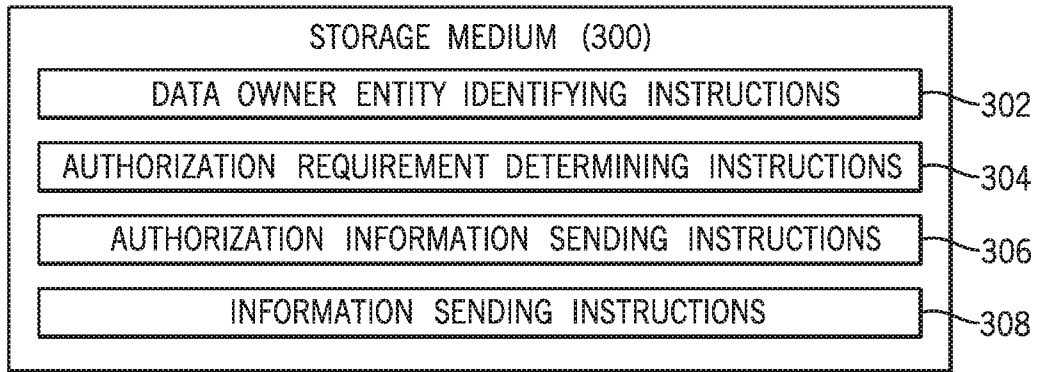 STORAGE MEDIUM (300)
DATA OWNER ENTITY IDENTIFYING INSTRUCTIONS
302
AUTHORIZATION REQUIREMENT DETERMINING INSTRUCTIONS
304
AUTHORIZATION INFORMATION SENDING INSTRUCTIONS
306
INFORMATION SENDING INSTRUCTIONS
308